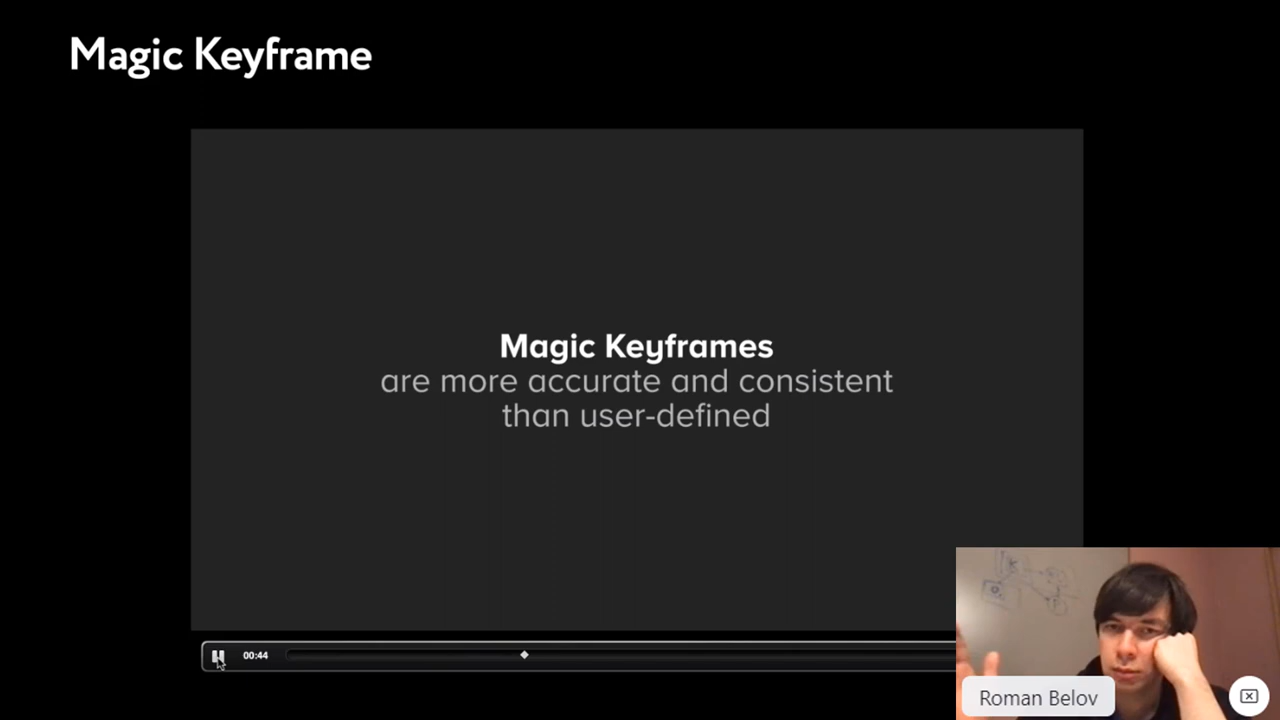 Magic Keyframe
Magic Keyframes
are more accurate and consistent
than user-defined
00:44
Roman Belov